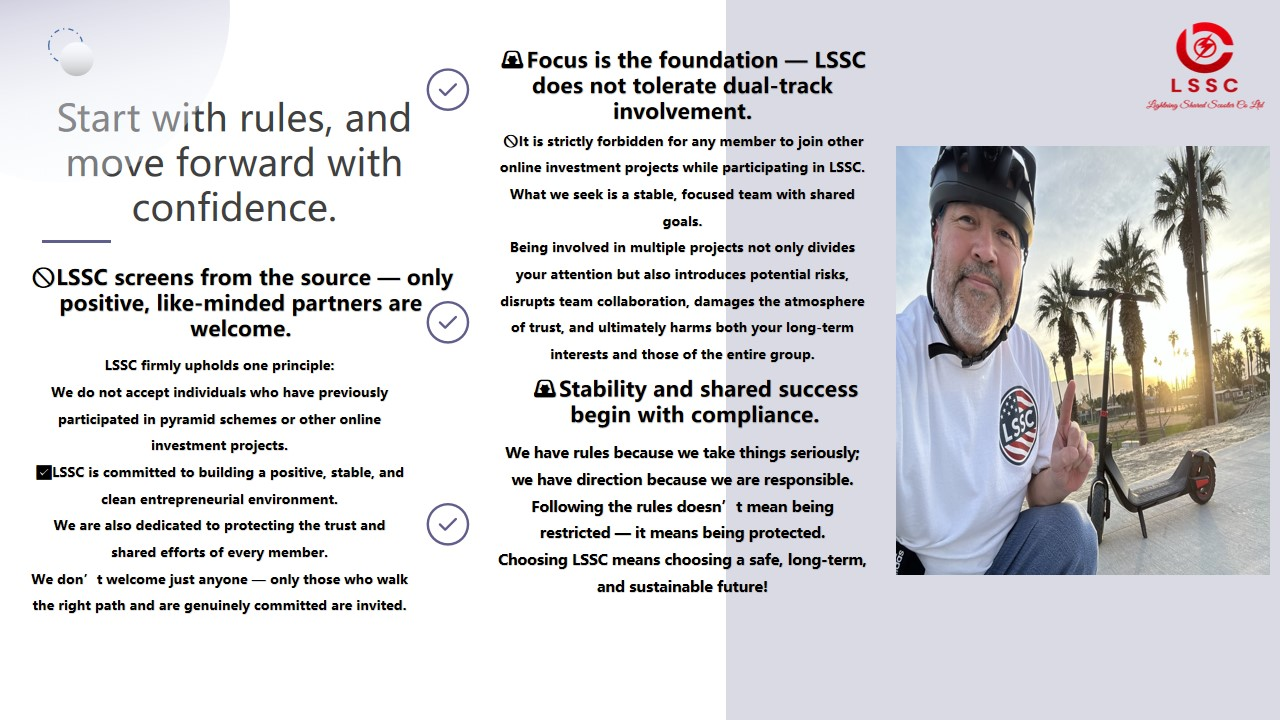 Start with rules, and
move forward with
confidence.
🚫LSSC screens from the source — only
positive, like-minded partners are
welcome.
LSSC firmly upholds one principle:
We do not accept individuals who have previously
participated in pyramid schemes or other online
investment projects.
✅LSSC is committed to building a positive, stable, and
clean entrepreneurial environment.
We are also dedicated to protecting the trust and
shared efforts of every member.
We don’t welcome just anyone — only those who walk
the right path and are genuinely committed are invited.
Focus is the foundation — LSSC
does not tolerate dual-track
involvement.
🚫It is strictly forbidden for any member to join other
online investment projects while participating in LSSC.
What we seek is a stable, focused team with shared
goals.
Being involved in multiple projects not only divides
your attention but also introduces potential risks,
disrupts team collaboration, damages the atmosphere
of trust, and ultimately harms both your long-term
interests and those of the entire group.
Stability and shared success
begin with compliance.
We have rules because we take things seriously;
we have direction because we are responsible.
Following the rules doesn’t mean being
restricted — it means being protected.
Choosing LSSC means choosing a safe, long-term,
and sustainable future!
LSSC
Lightning Shared Scooter Co Ltd
LSSC